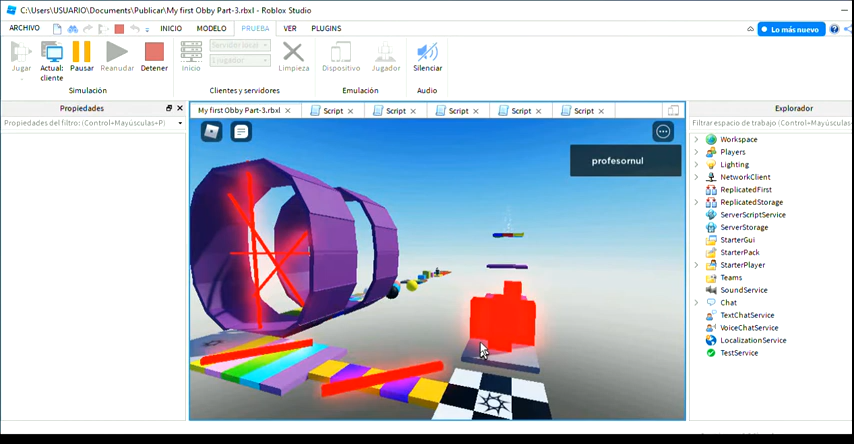 C:\Users\USUARIO\Documents\Publicar\My first Obby Part-3.rbxl - Roblox Studio
ARCHIVO INICIO MODELO PRUEBA VER PLUGINS
Lo más nuevo
Jugar Actual: cliente Pausar Reanudar Detener
Inicio Servidor local 1 Jugador Limpieza
Dispositivo Jugador
Silenciar
Simulación Clientes y servidores Emulación Audio
Propiedades
Propiedades del filtro: (Control+Mayúsculas+P)
My first Obby Part-3.rbxl Script Script Script Script Script
profesornul
Explorador
Filtrar espacio de trabajo (Control+Mayúsculas+
Workspace
Players
Lighting
NetworkClient
ReplicatedFirst
ReplicatedStorage
ServerScriptService
ServerStorage
StarterGui
StarterPack
StarterPlayer
Teams
SoundService
Chat
TextChatService
VoiceChatService
LocalizationService
TestService